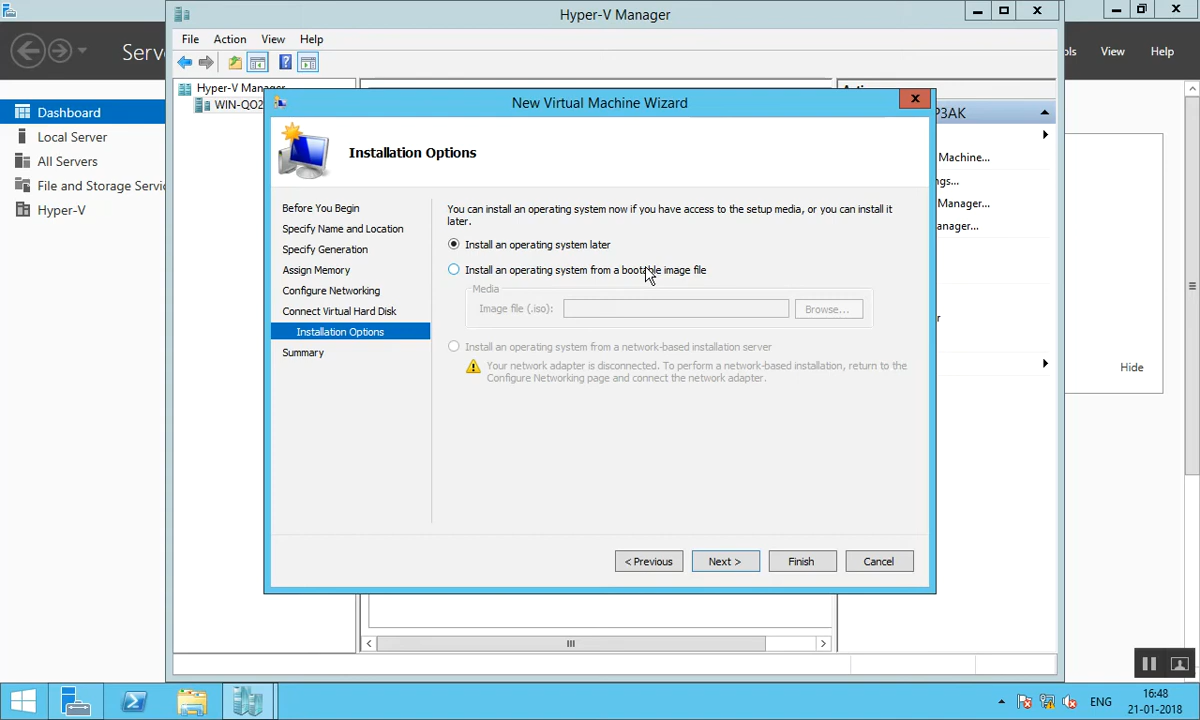 Hyper-V Manager
Serve
ols
View
Help
File
Action
View
Help
Hyper-V Manager
WIN-QO2
P3AK
Machine...
ngs...
Manager...
anager...
r
Hide
Dashboard
Local Server
All Servers
File and Storage Servic
Hyper-V
New Virtual Machine Wizard
Installation Options
Before You Begin
Specify Name and Location
Specify Generation
Assign Memory
Configure Networking
Connect Virtual Hard Disk
Installation Options
Summary
You can install an operating system now if you have access to the setup media, or you can install it
later.
Install an operating system later
Install an operating system from a bootable image file
Media
Image file (.iso):
Browse...
Install an operating system from a network-based installation server
Your network adapter is disconnected. To perform a network-based installation, return to the
Configure Networking page and connect the network adapter.
< Previous
Next >
Finish
Cancel
ENG
16:48
21-01-2018